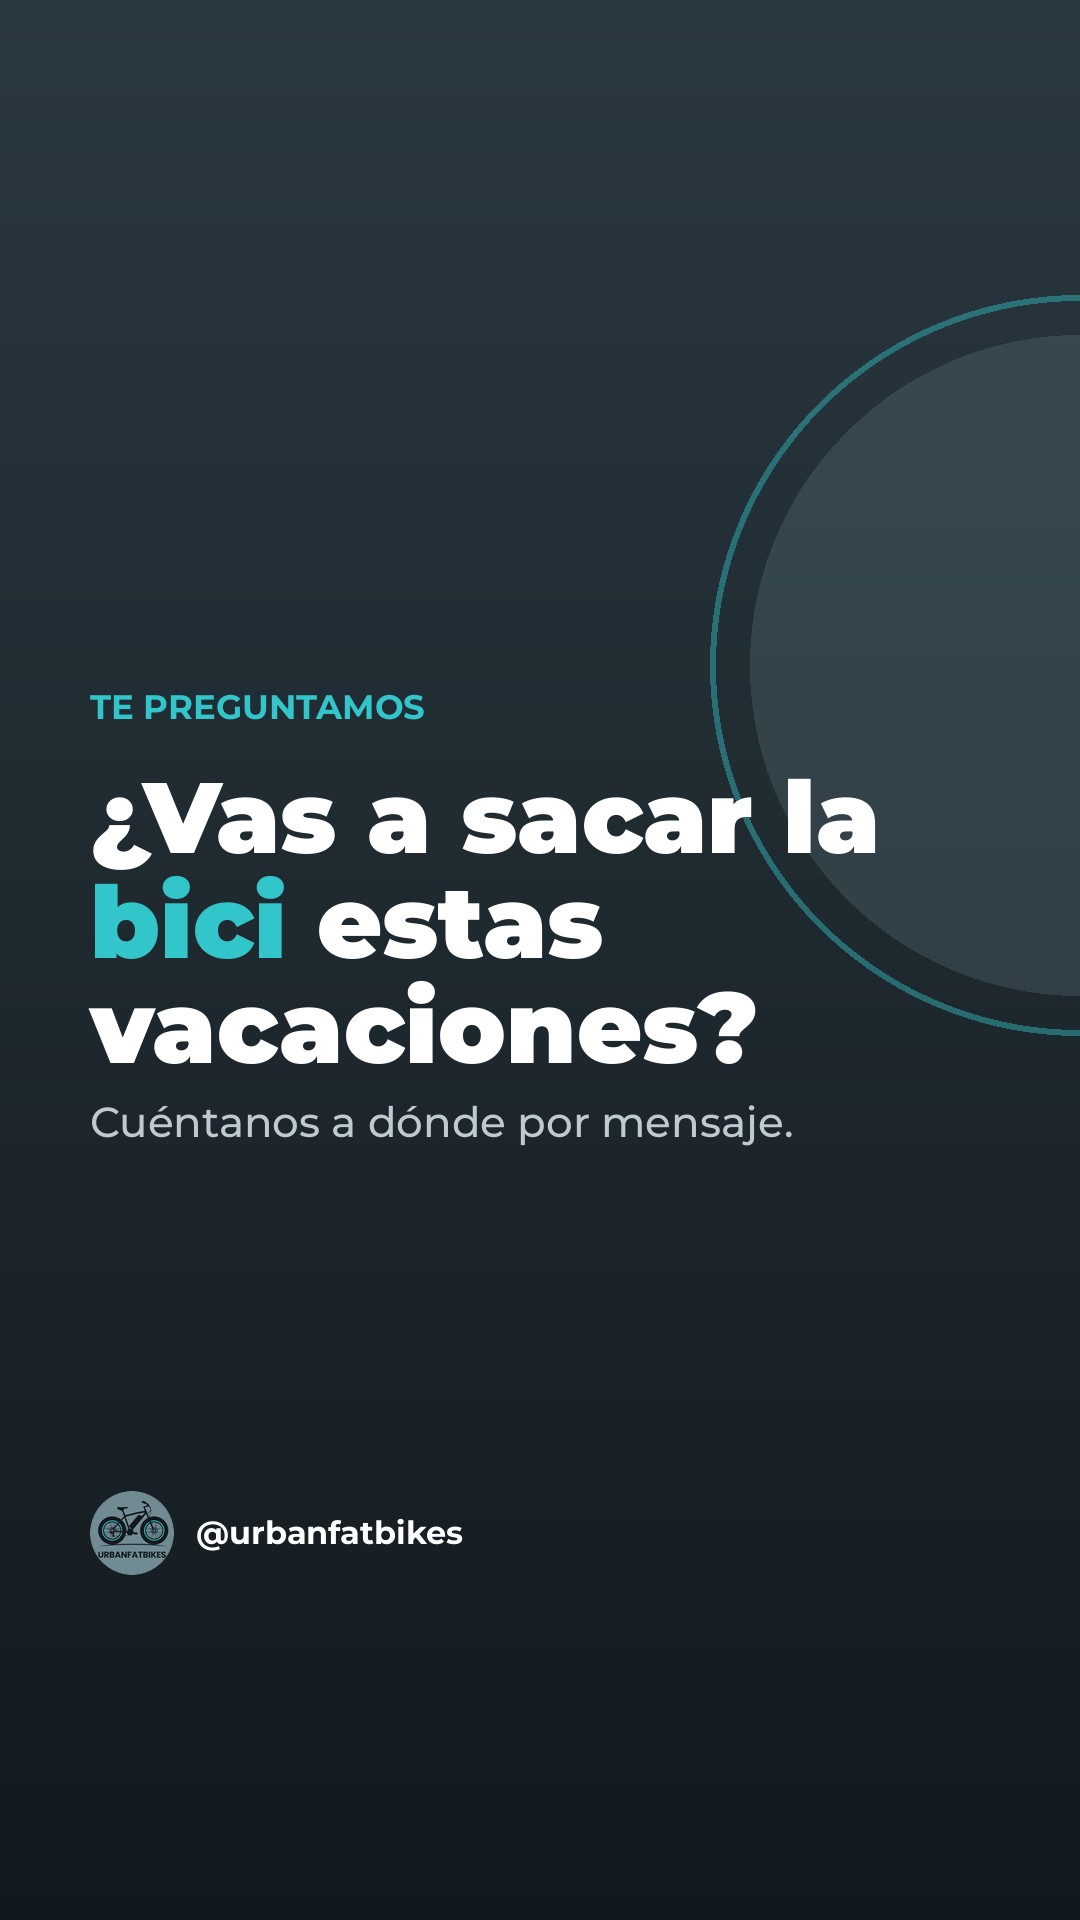 TE PREGUNTAMOS
¿Vas a sacar la
bici estas
vacaciones?
Cuéntanos a dónde por mensaje.
URBANFATBIKES
@urbanfatbikes